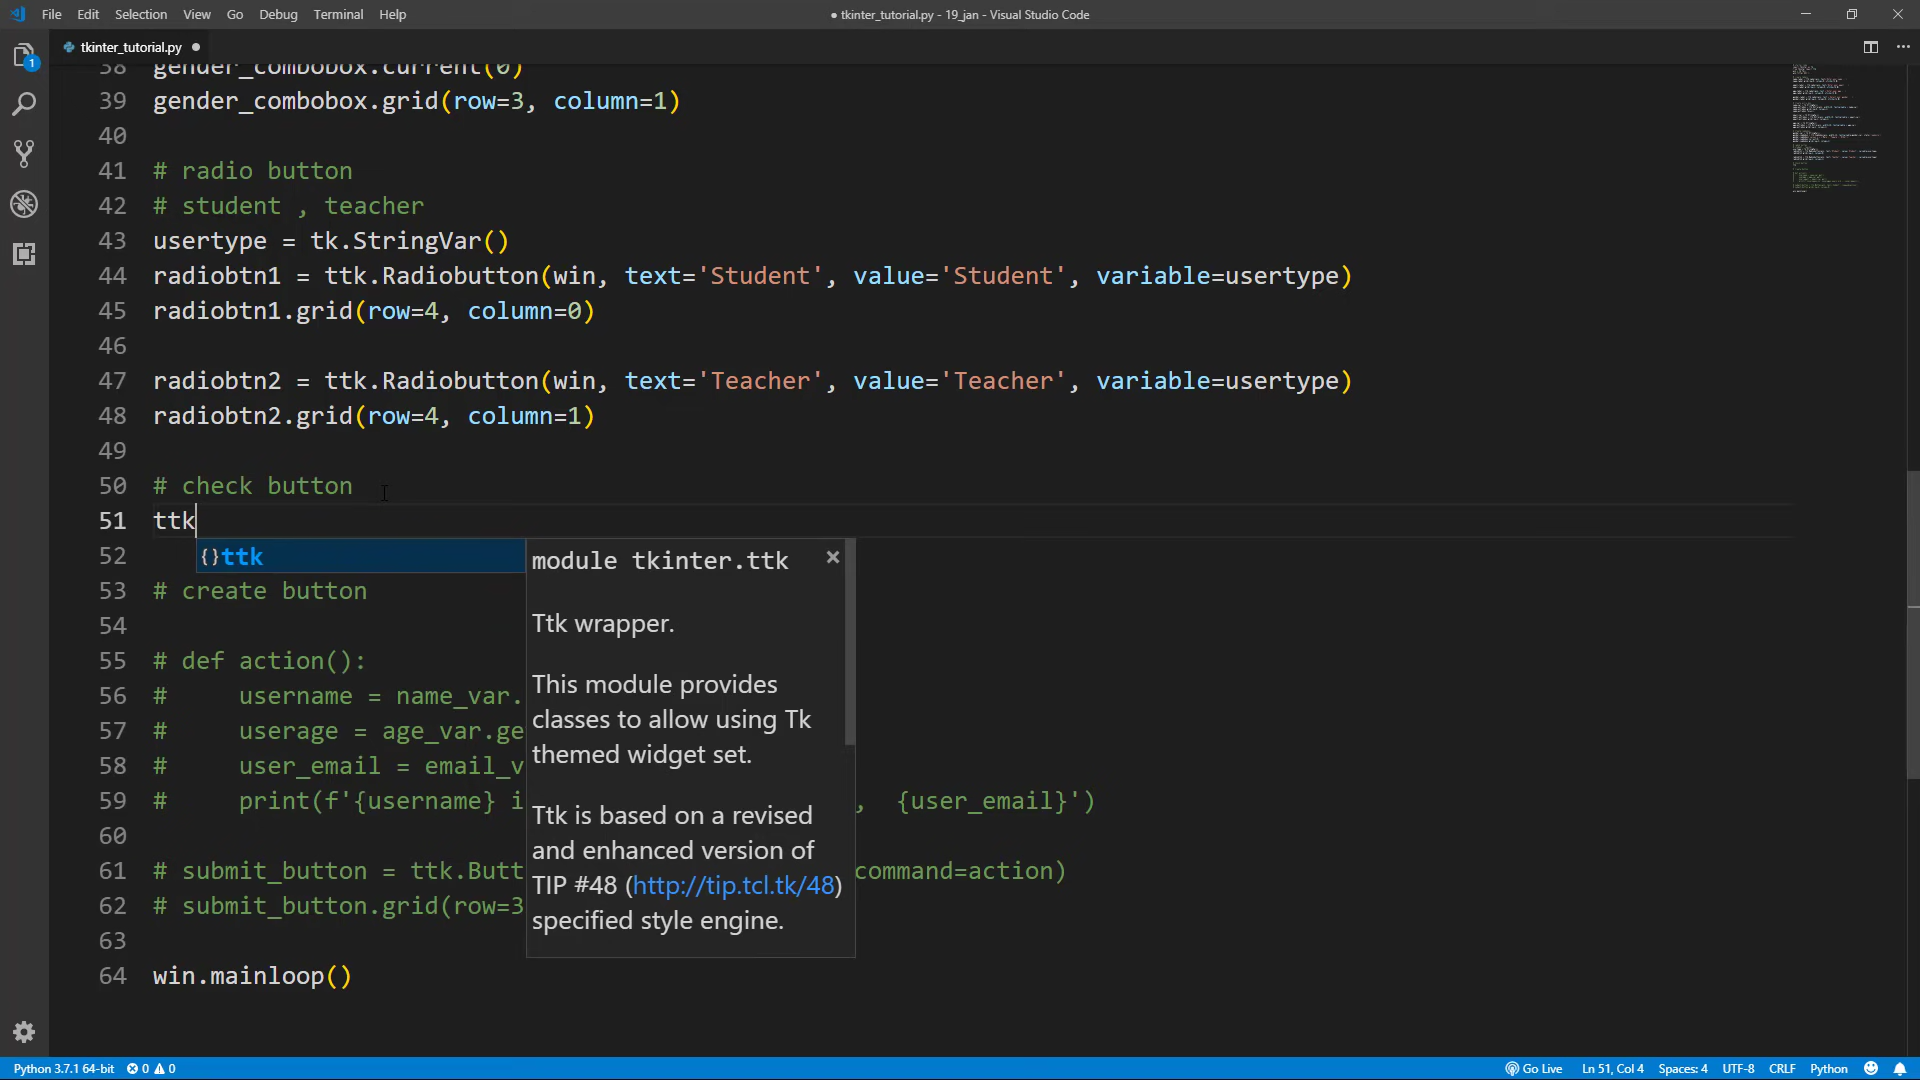 File Edit Selection View Go Debug Terminal Help
● tkinter_tutorial.py - 19_jan - Visual Studio Code
tkinter_tutorial.py ●
38 gender_combobox.current(0)
39 gender_combobox.grid(row=3, column=1)
40
41 # radio button
42 # student , teacher
43 usertype = tk.StringVar()
44 radiobtn1 = ttk.Radiobutton(win, text='Student', value='Student', variable=usertype)
45 radiobtn1.grid(row=4, column=0)
46
47 radiobtn2 = ttk.Radiobutton(win, text='Teacher', value='Teacher', variable=usertype)
48 radiobtn2.grid(row=4, column=1)
49
50 # check button
51 ttk
52 {}ttk
module tkinter.ttk ×
53 # create button
Ttk wrapper.
54
55 # def action():
This module provides
56 # username = name_var.
classes to allow using Tk
57 # userage = age_var.ge
themed widget set.
58 # user_email = email_v
59 # print(f'{username} i , {user_email}')
Ttk is based on a revised
60
and enhanced version of
61 # submit_button = ttk.Butt command=action)
TIP #48 (http://tip.tcl.tk/48)
62 # submit_button.grid(row=3
specified style engine.
63
64 win.mainloop()
1
Python 3.7.1 64-bit 0 0 Go Live Ln 51, Col 4 Spaces: 4 UTF-8 CRLF Python